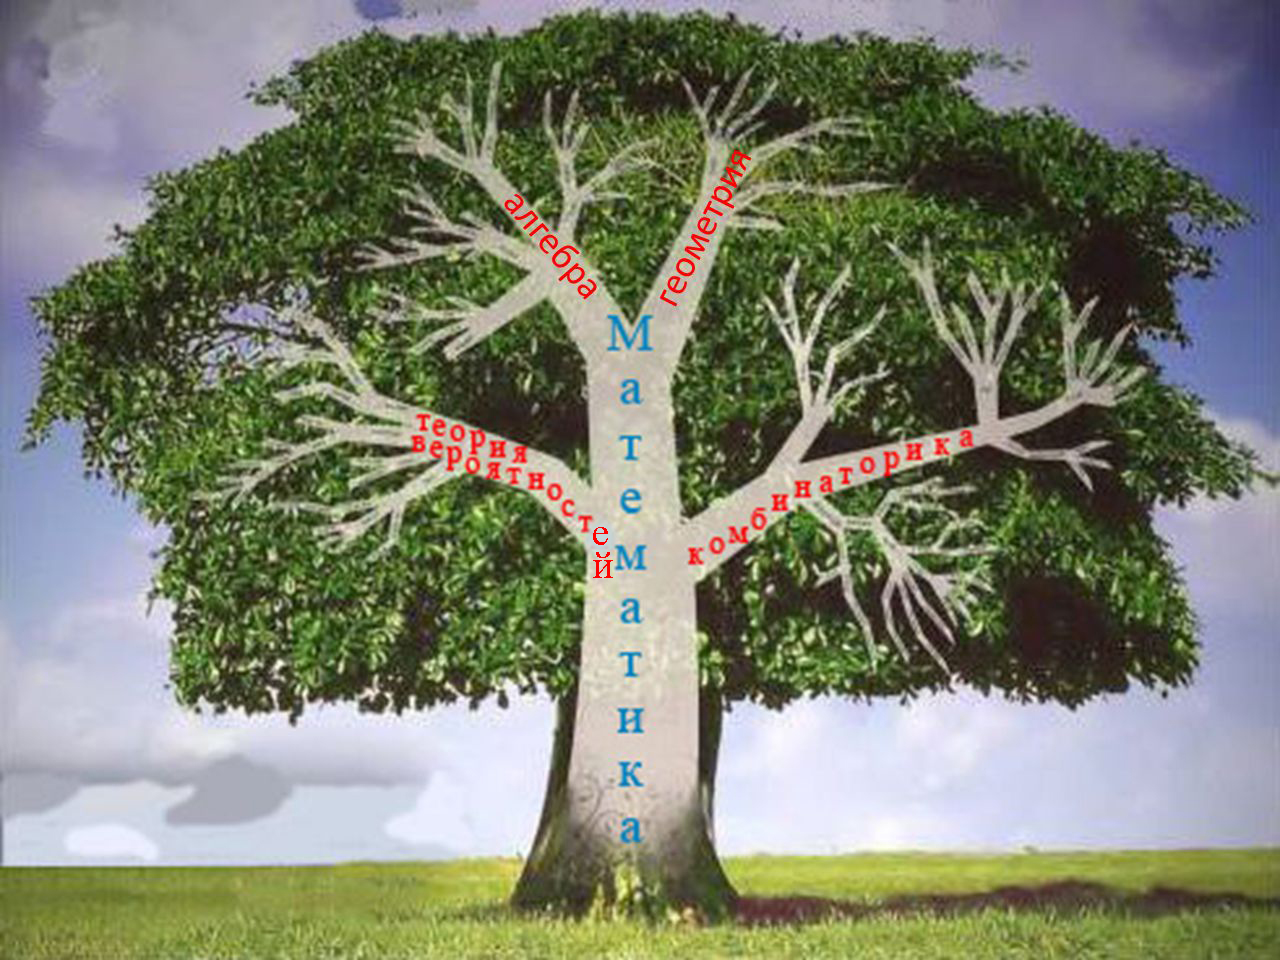 алгебра
геометрия
Математика
теория
вероятностей
комбинаторика